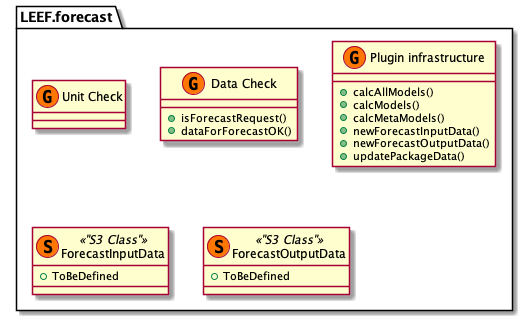 LEEF.forecast
G Unit Check
G Data Check
isForecastRequest()
dataForForecastOK()
G Plugin infrastructure
calcAllModels()
calcModels()
calcMetaModels()
newForecastInputData()
newForecastOutputData()
updatePackageData()
S «"S3 Class"»
ForecastInputData
ToBeDefined
S «"S3 Class"»
ForecastOutputData
ToBeDefined